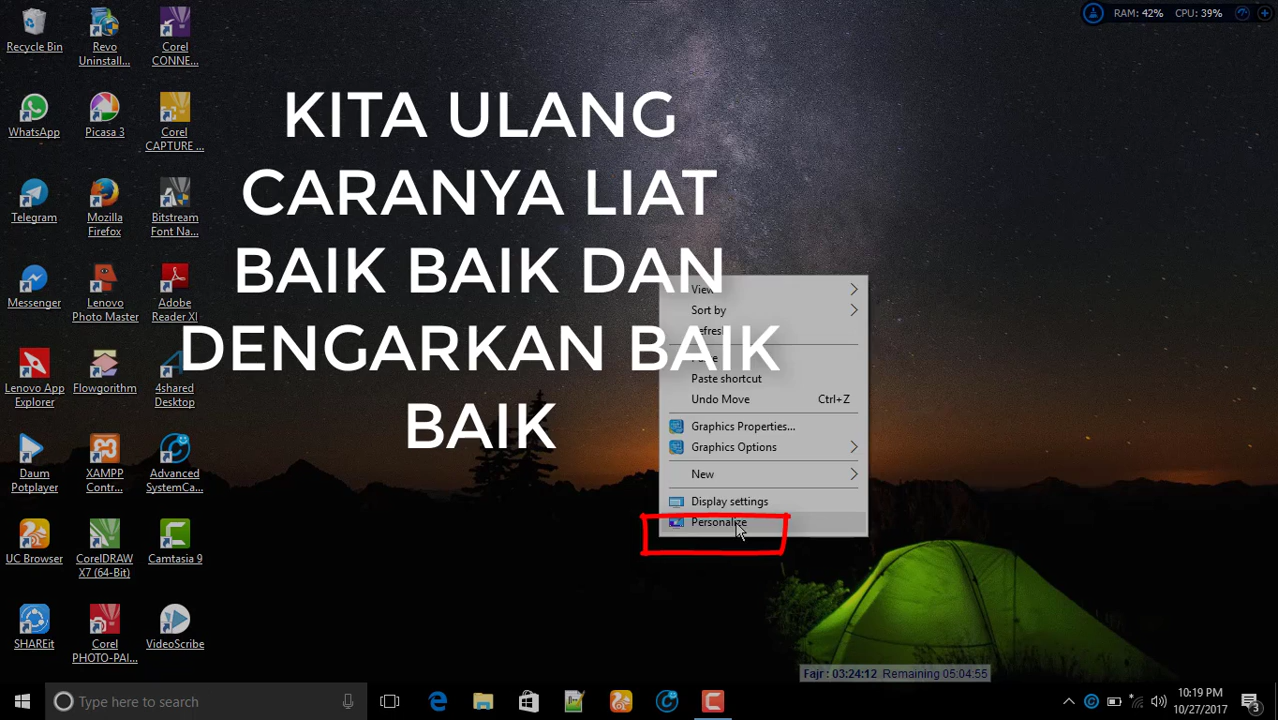 RAM: 42% CPU: 39%
Recycle Bin
Revo
Uninstall...
Corel
CONNE...
WhatsApp
Picasa 3
Corel
CAPTURE ...
Telegram
Mozilla
Firefox
Bitstream
Font Na...
Messenger
Lenovo
Photo Master
Adobe
Reader XI
Lenovo App
Explorer
Flowgorithm
4shared
Desktop
Daum
Potplayer
XAMPP
Contr...
Advanced
SystemCa...
UC Browser
CorelDRAW
X7 (64-Bit)
Camtasia 9
SHAREit
Corel
PHOTO-PAI...
VideoScribe
KITA ULANG
CARANYA LIAT
BAIK BAIK DAN
DENGARKAN BAIK
BAIK
View
Sort by
Refresh
Paste
Paste shortcut
Undo Move Ctrl+Z
Graphics Properties...
Graphics Options
New
Display settings
Personalize
Fajr : 03:24:12 Remaining 05:04:55
Type here to search
10:19 PM
10/27/2017
3